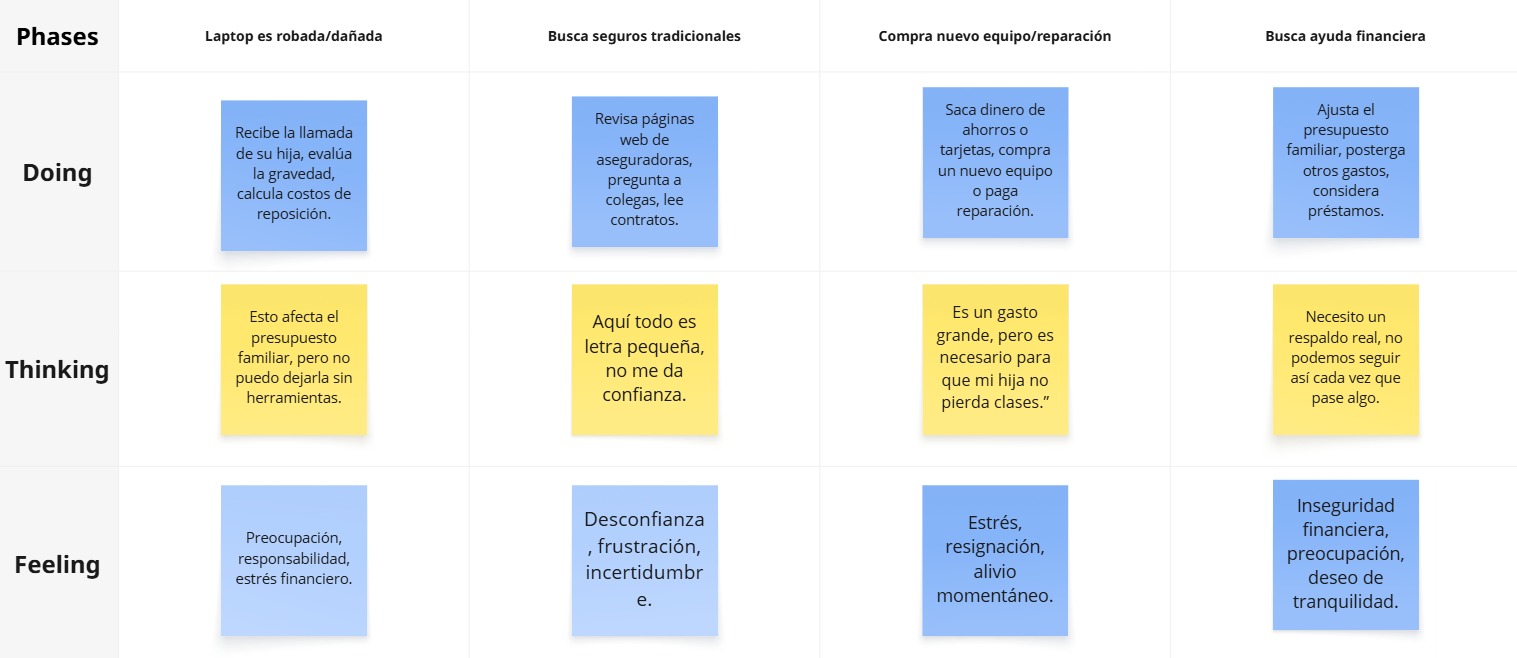 Phases
Laptop es robada/dañada
Busca seguros tradicionales
Compra nuevo equipo/reparación
Busca ayuda financiera
Doing
Recibe la llamada
de su hija, evalúa
la gravedad,
calcula costos de
reposición.
Revisa páginas
web de
aseguradoras,
pregunta a
colegas, lee
contratos.
Saca dinero de
ahorros o
tarjetas, compra
un nuevo equipo
o paga
reparación.
Ajusta el
presupuesto
familiar, posterga
otros gastos,
considera
préstamos.
Thinking
Esto afecta el
presupuesto
familiar, pero no
puedo dejarla sin
herramientas.
Aquí todo es
letra pequeña,
no me da
confianza.
Es un gasto
grande, pero es
necesario para
que mi hija no
pierda clases.”
Necesito un
respaldo real, no
podemos seguir
así cada vez que
pase algo.
Feeling
Preocupación,
responsabilidad,
estrés financiero.
Desconfianza
, frustración,
incertidumbr
e.
Estrés,
resignación,
alivio
momentáneo.
Inseguridad
financiera,
preocupación,
deseo de
tranquilidad.